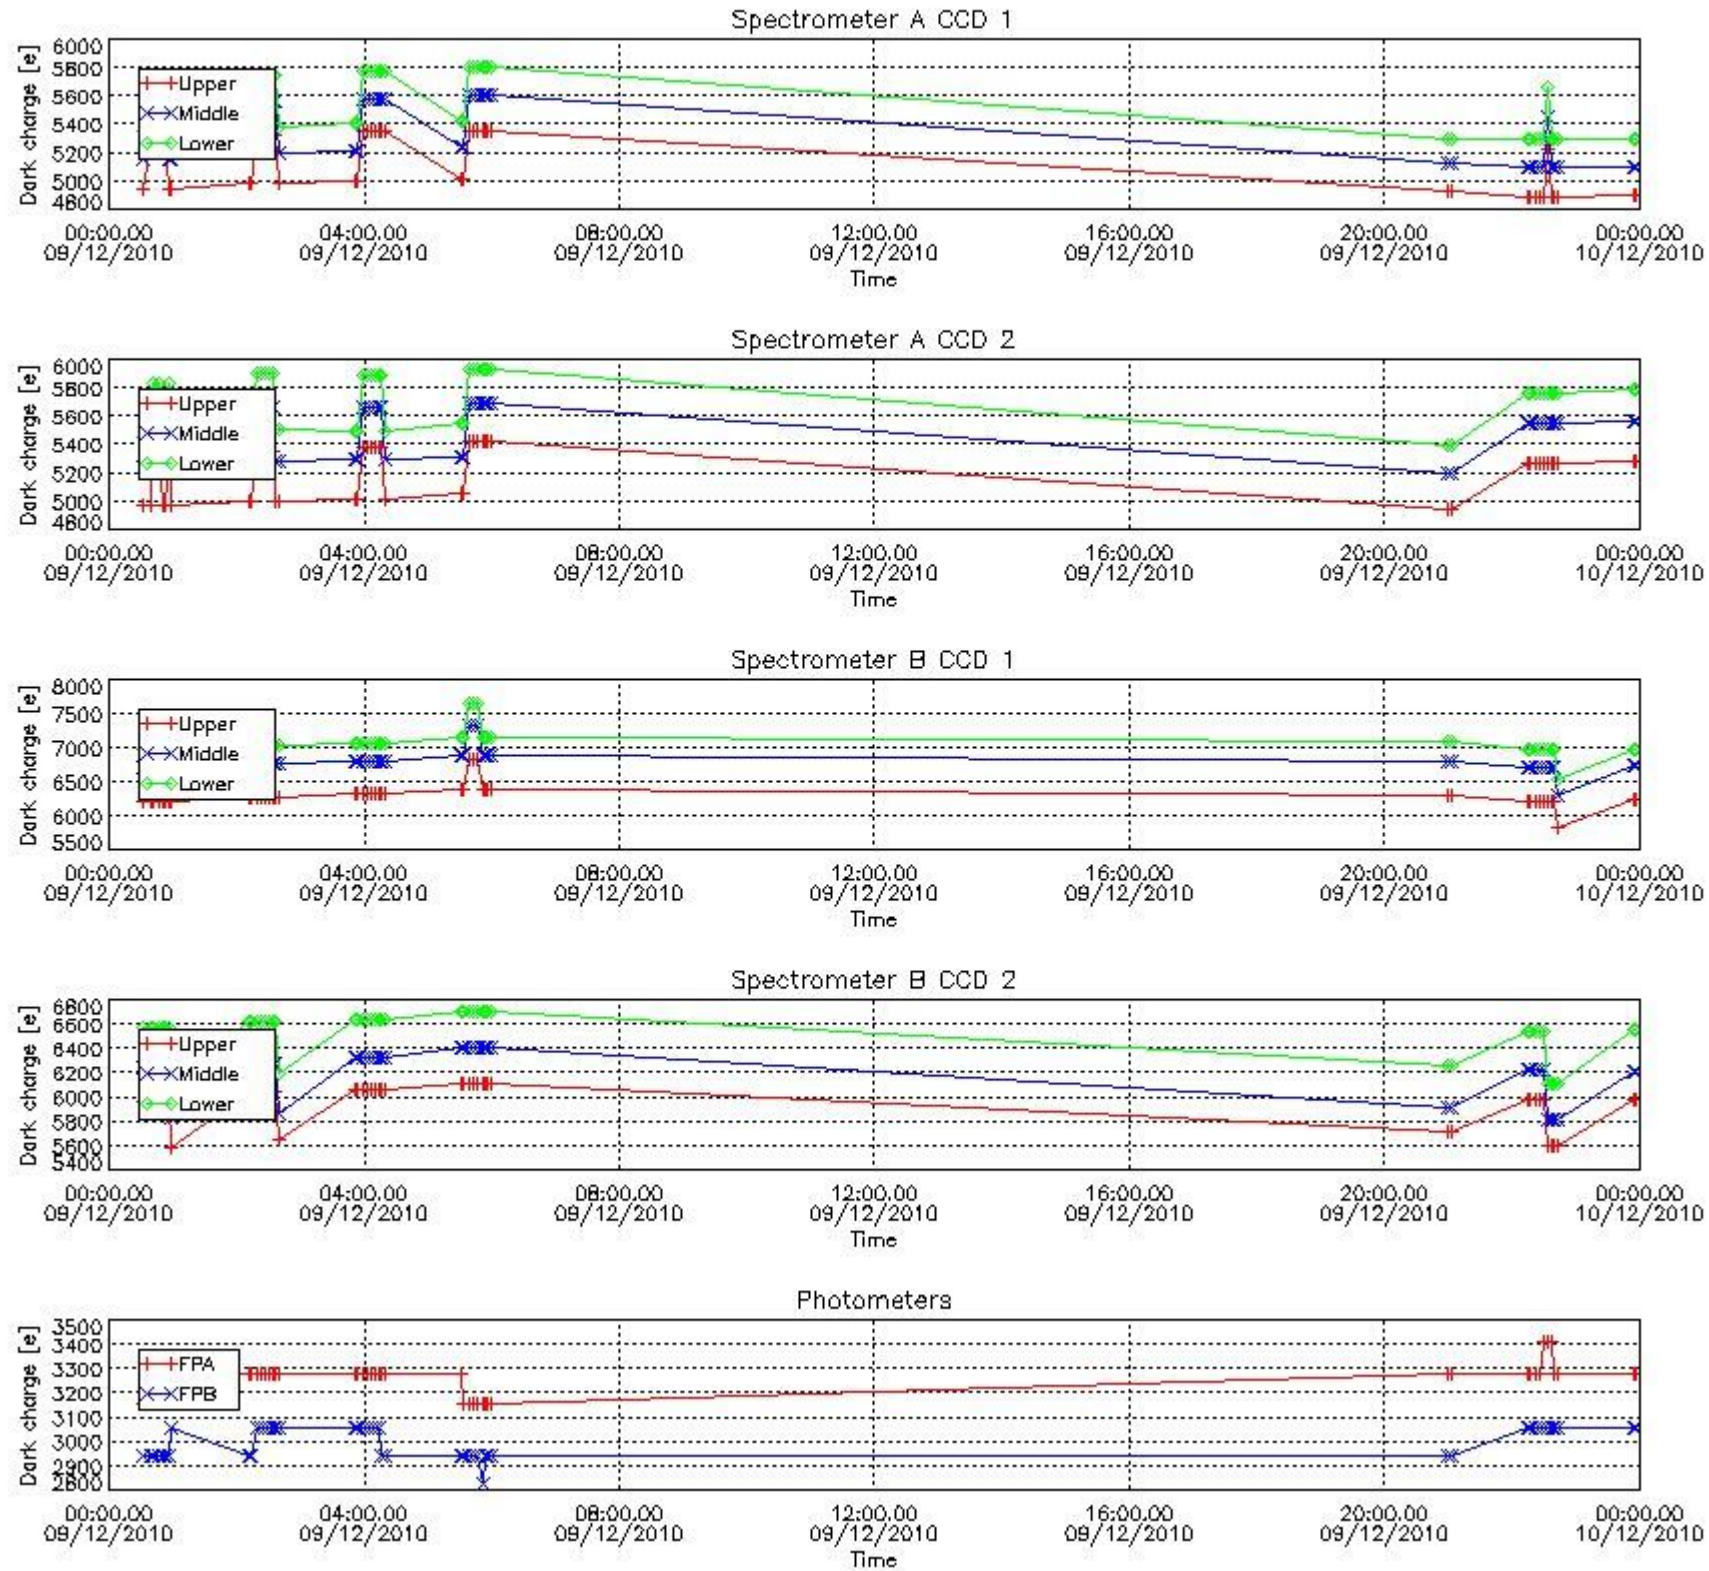 Spectrometer A CCD 1
Dark charge [e]
6000
5800
5600
5400
5200
5000
4800
Upper
Middle
Lower
00:00.00 04:00.00 08:00.00 12:00.00 16:00.00 20:00.00 00:00.00
09/12/2010 09/12/2010 09/12/2010 09/12/2010 09/12/2010 09/12/2010 10/12/2010
Time
Spectrometer A CCD 2
Dark charge [e]
6000
5800
5600
5400
5200
5000
4800
Upper
Middle
Lower
00:00.00 04:00.00 08:00.00 12:00.00 16:00.00 20:00.00 00:00.00
09/12/2010 09/12/2010 09/12/2010 09/12/2010 09/12/2010 09/12/2010 10/12/2010
Time
Spectrometer B CCD 1
Dark charge [e]
8000
7500
7000
6500
6000
5500
Upper
Middle
Lower
00:00.00 04:00.00 08:00.00 12:00.00 16:00.00 20:00.00 00:00.00
09/12/2010 09/12/2010 09/12/2010 09/12/2010 09/12/2010 09/12/2010 10/12/2010
Time
Spectrometer B CCD 2
Dark charge [e]
6800
6600
6400
6200
6000
5800
5600
5400
Upper
Middle
Lower
00:00.00 04:00.00 08:00.00 12:00.00 16:00.00 20:00.00 00:00.00
09/12/2010 09/12/2010 09/12/2010 09/12/2010 09/12/2010 09/12/2010 10/12/2010
Time
Photometers
Dark charge [e]
3500
3400
3300
3200
3100
3000
2900
2800
FPA
FPB
00:00.00 04:00.00 08:00.00 12:00.00 16:00.00 20:00.00 00:00.00
09/12/2010 09/12/2010 09/12/2010 09/12/2010 09/12/2010 09/12/2010 10/12/2010
Time